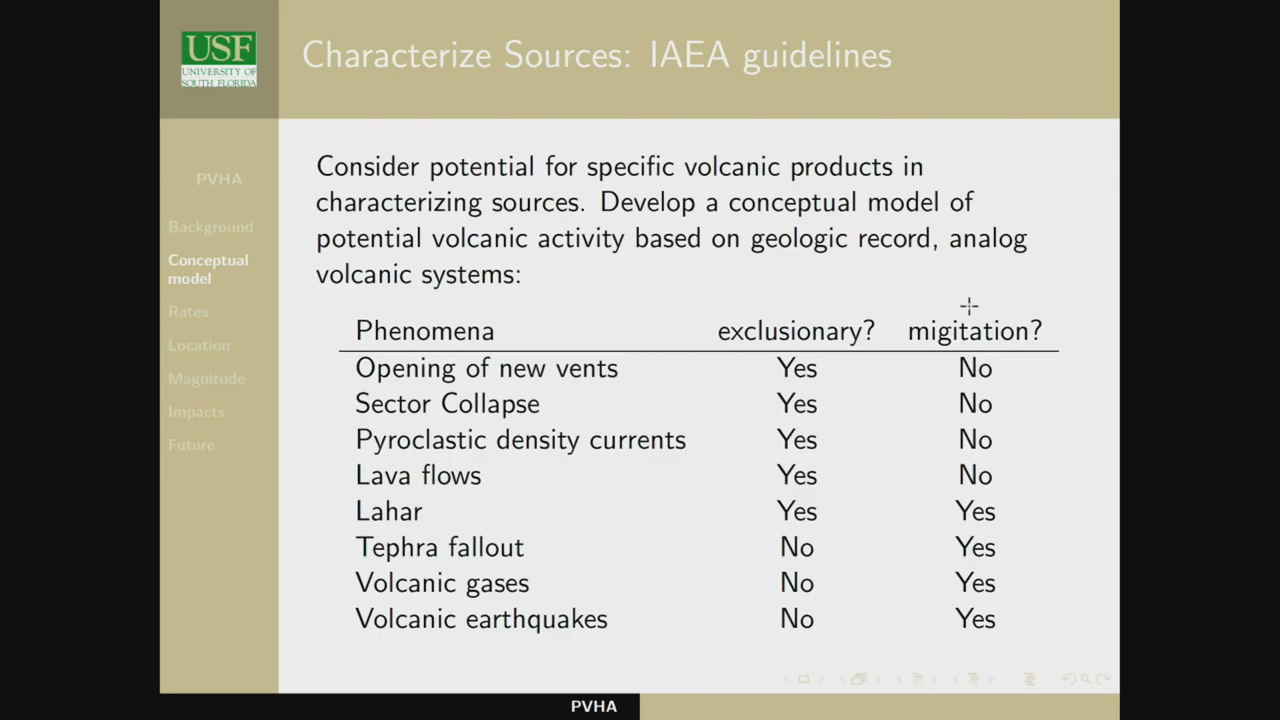 USF
UNIVERSITY OF
SOUTH FLORIDA
Characterize Sources: IAEA guidelines
PVHA
Background
Conceptual
model
Rates
Location
Magnitude
Impacts
Future
Consider potential for specific volcanic products in
characterizing sources. Develop a conceptual model of
potential volcanic activity based on geologic record, analog
volcanic systems:
Phenomena exclusionary? migitation?
Opening of new vents Yes No
Sector Collapse Yes No
Pyroclastic density currents Yes No
Lava flows Yes No
Lahar Yes Yes
Tephra fallout No Yes
Volcanic gases No Yes
Volcanic earthquakes No Yes
PVHA